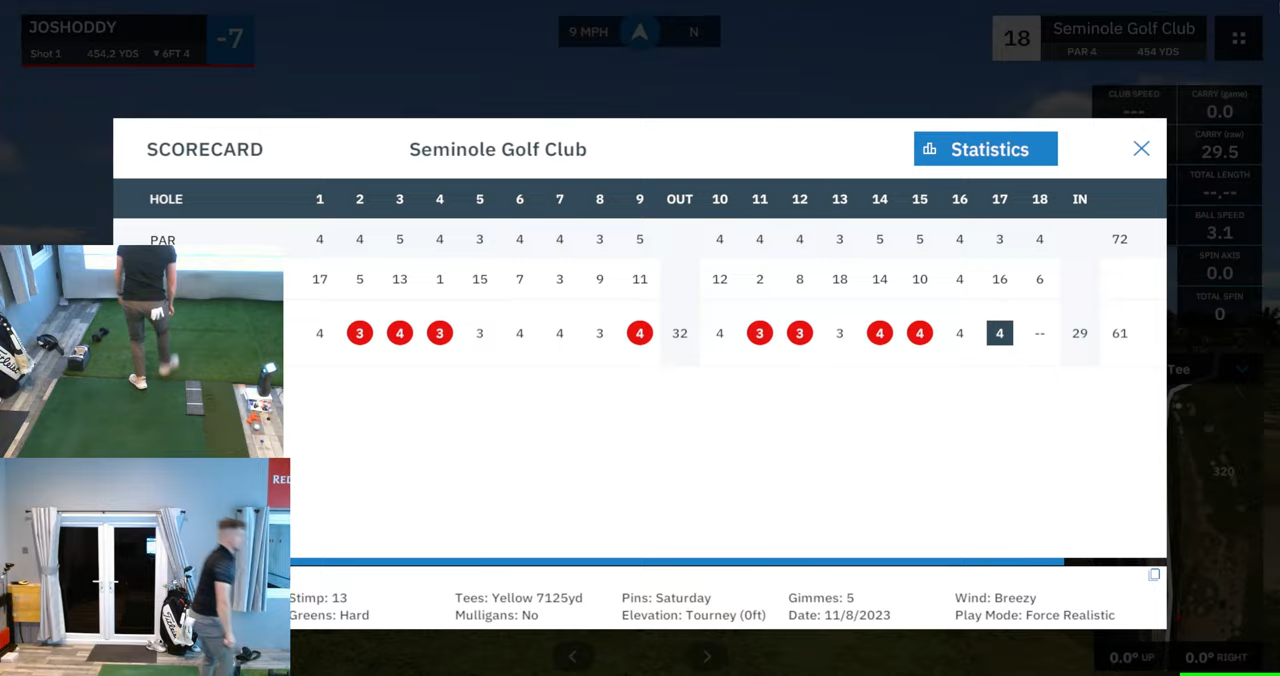 JOSHODDY
-7
Shot 1 454.2 YDS ▼ 6FT 4
9 MPH N
18
Seminole Golf Club
PAR 4 454 YDS
CLUB SPEED
---
CARRY (game)
0.0
CARRY (raw)
29.5
TOTAL LENGTH
--.--
BALL SPEED
3.1
SPIN AXIS
0.0
TOTAL SPIN
0
SCORECARD Seminole Golf Club Statistics
HOLE 1 2 3 4 5 6 7 8 9 OUT 10 11 12 13 14 15 16 17 18 IN
PAR 4 4 5 4 3 4 4 3 5 4 4 4 3 5 5 4 3 4 72
17 5 13 1 15 7 3 9 11 12 2 8 18 14 10 4 16 6
4 3 4 3 3 4 4 3 4 32 4 3 3 3 4 4 4 4 -- 29 61
Tee
320
Titleist
RED
Titleist
Stimp: 13 Tees: Yellow 7125yd Pins: Saturday Gimmes: 5 Wind: Breezy
Greens: Hard Mulligans: No Elevation: Tourney (0ft) Date: 11/8/2023 Play Mode: Force Realistic
0.0° UP 0.0° RIGHT